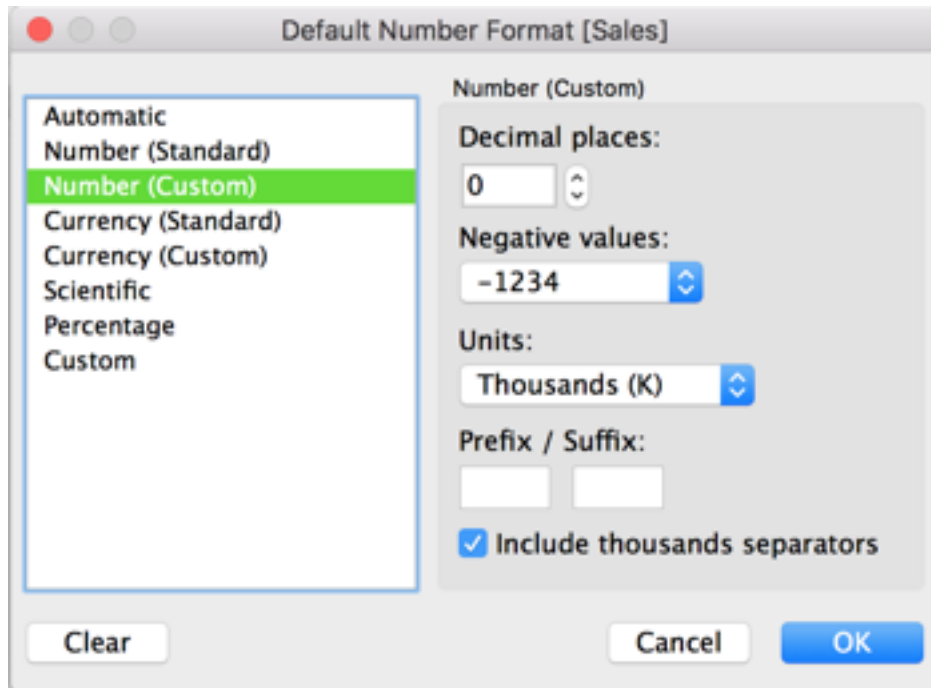 Default Number Format [Sales]
Automatic
Number (Standard)
Number (Custom)
Currency (Standard)
Currency (Custom)
Scientific
Percentage
Custom
Number (Custom)
Decimal places:
0
Negative values:
-1234
Units:
Thousands (K)
Prefix / Suffix:
Include thousands separators
Clear
Cancel
OK